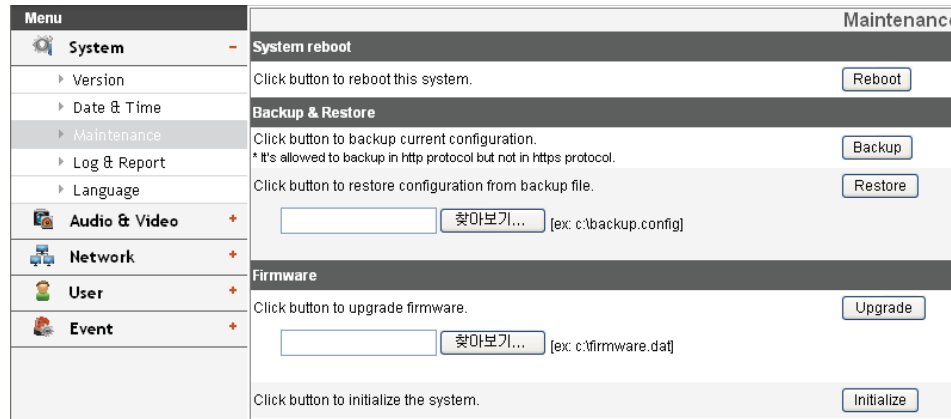 Menu
System
Version
Date & Time
Maintenance
Log & Report
Language
Audio & Video
Network
User
Event
Maintenance
System reboot
Click button to reboot this system.
Reboot
Backup & Restore
Click button to backup current configuration.
* It's allowed to backup in http protocol but not in https protocol.
Backup
Click button to restore configuration from backup file.
Restore
찾아보기... [ex: c:\backup.config]
Firmware
Click button to upgrade firmware.
Upgrade
찾아보기... [ex: c:\firmware.dat]
Click button to initialize the system.
Initialize